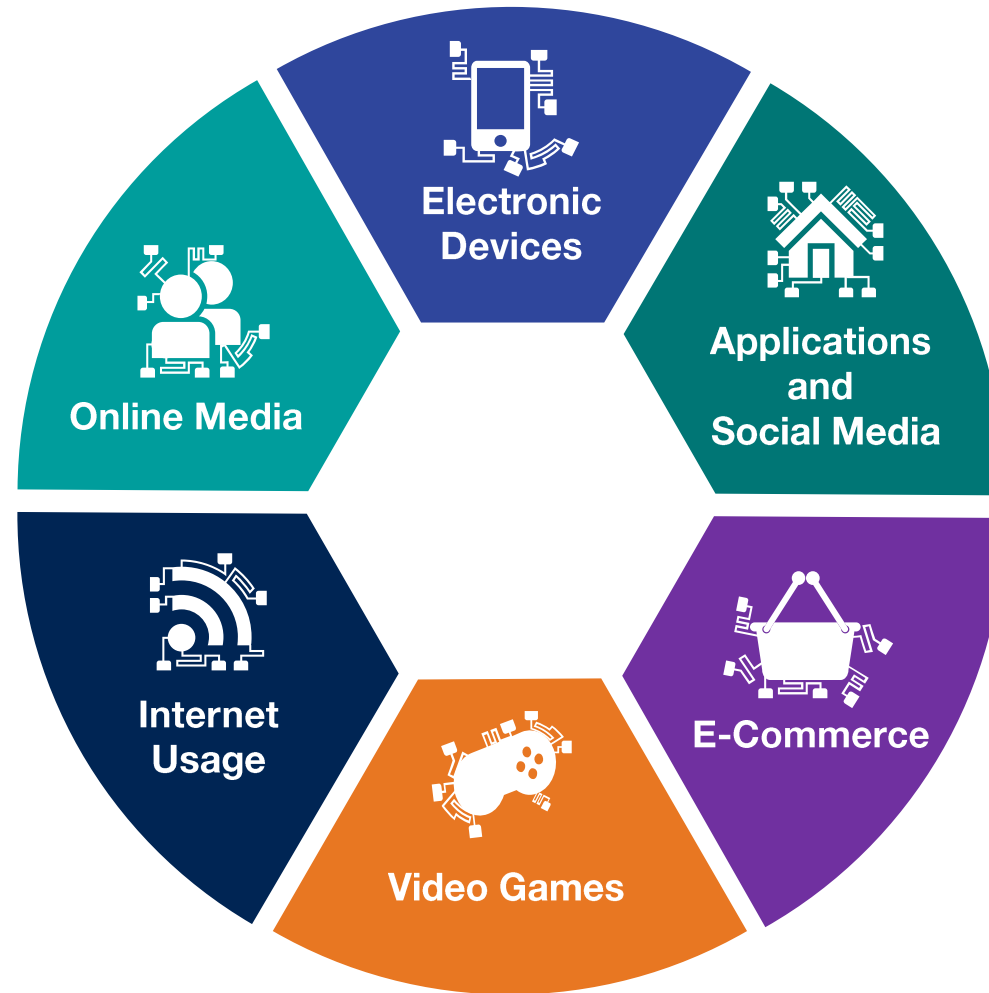 Electronic
Devices
Applications
and
Social Media
E-Commerce
Video Games
Internet
Usage
Online Media